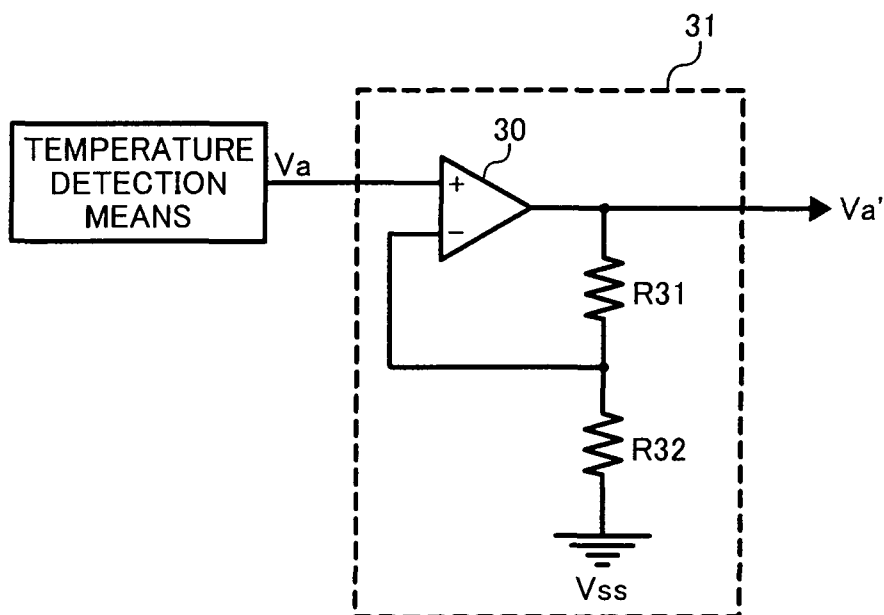 31
30
TEMPERATURE
DETECTION
MEANS
Va
+
−
Va'
R31
R32
Vss